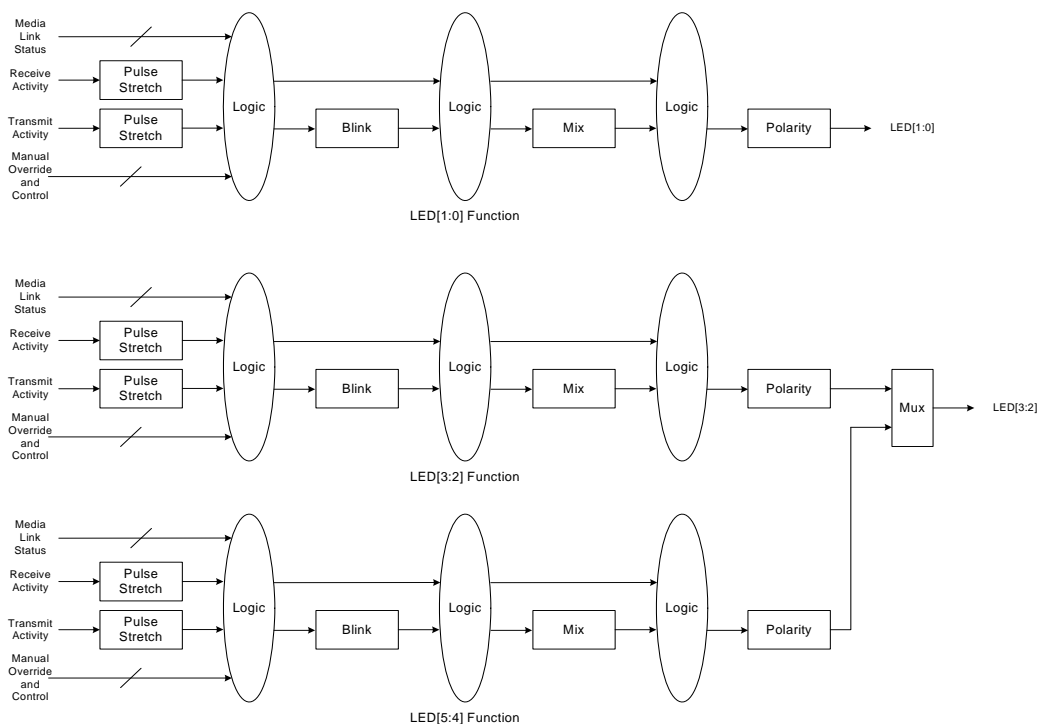 Media
Link
Status
Receive
Activity
Pulse
Stretch
Transmit
Activity
Pulse
Stretch
Manual
Override
and
Control
Logic
Blink
Logic
Mix
Logic
Polarity
LED[1:0]
LED[1:0] Function
Media
Link
Status
Receive
Activity
Pulse
Stretch
Transmit
Activity
Pulse
Stretch
Manual
Override
and
Control
Logic
Blink
Logic
Mix
Logic
Polarity
Mux
LED[3:2]
LED[3:2] Function
Media
Link
Status
Receive
Activity
Pulse
Stretch
Transmit
Activity
Pulse
Stretch
Manual
Override
and
Control
Logic
Blink
Logic
Mix
Logic
Polarity
LED[5:4] Function